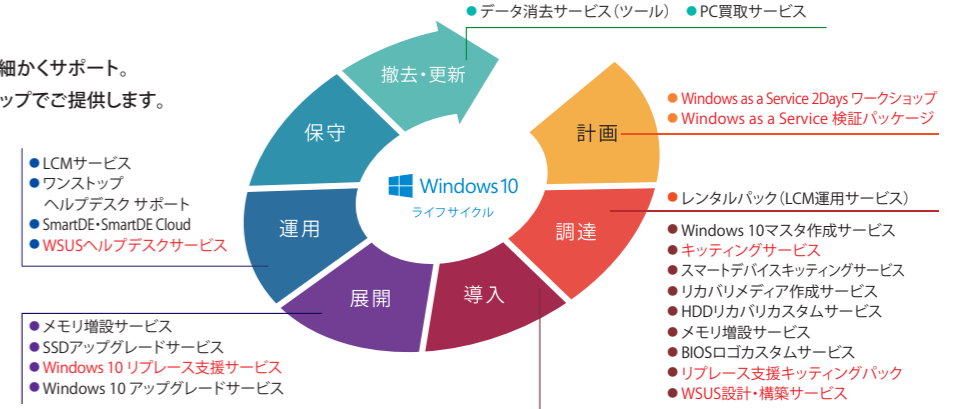 ●データ消去サービス（ツール） ●PC買取サービス
細かくサポート。
ップでご提供します。
撤去・更新
保守
計画
●Windows as a Service 2Days ワークショップ
●Windows as a Service 検証パッケージ
Windows 10
ライフサイクル
●LCMサービス
●ワンストップ
ヘルプデスク サポート
●SmartDE・SmartDE Cloud
●WSUSヘルプデスクサービス
運用
調達
●レンタルパック（LCM運用サービス）
●Windows 10マスタ作成サービス
●キッティングサービス
●スマートデバイスキッティングサービス
●リカバリメディア作成サービス
●HDDリカバリカスタムサービス
●メモリ増設サービス
●BIOSロゴカスタムサービス
●リプレース支援キッティングパック
●WSUS設計・構築サービス
展開
導入
●メモリ増設サービス
●SSDアップグレードサービス
●Windows 10 リプレース支援サービス
●Windows 10 アップグレードサービス